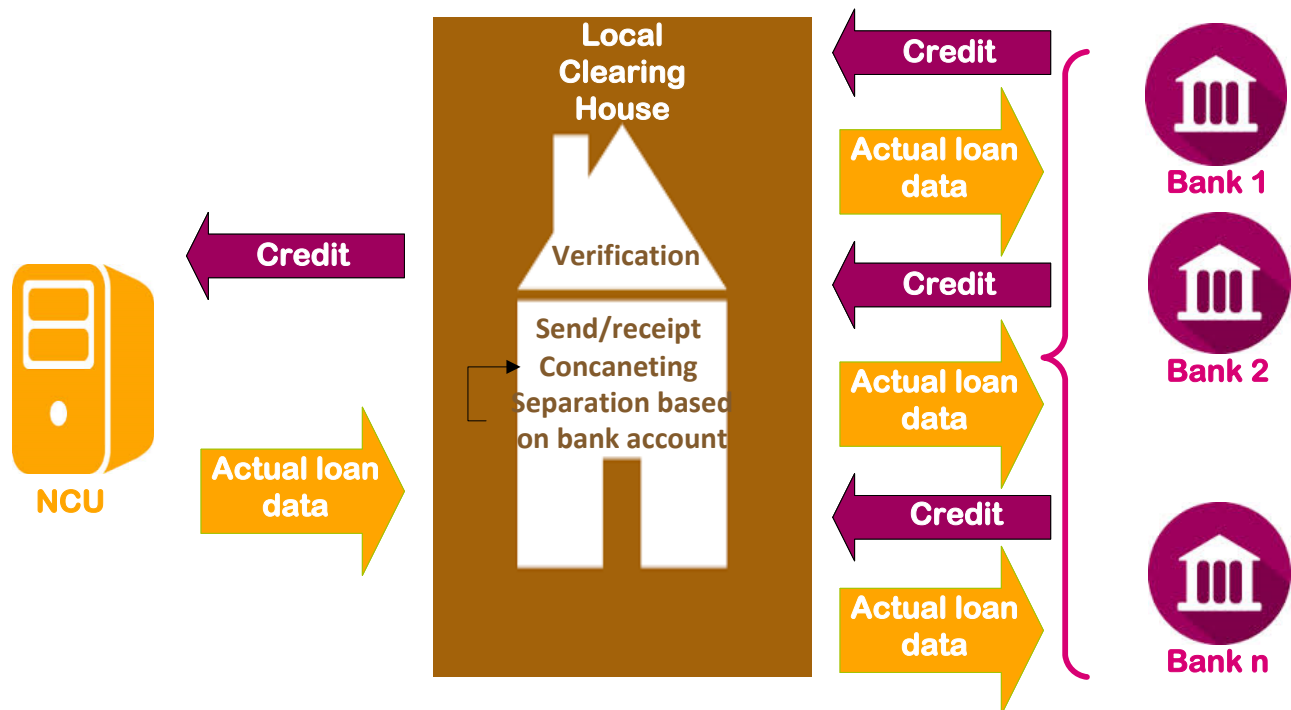 Local
Clearing
House
Verification
Send/receipt
Concaneting
Separation based
on bank account
Credit
NCU
Actual loan
data
Credit
Actual loan
data
Credit
Actual loan
data
Credit
Actual loan
data
Bank 1
Bank 2
Bank n